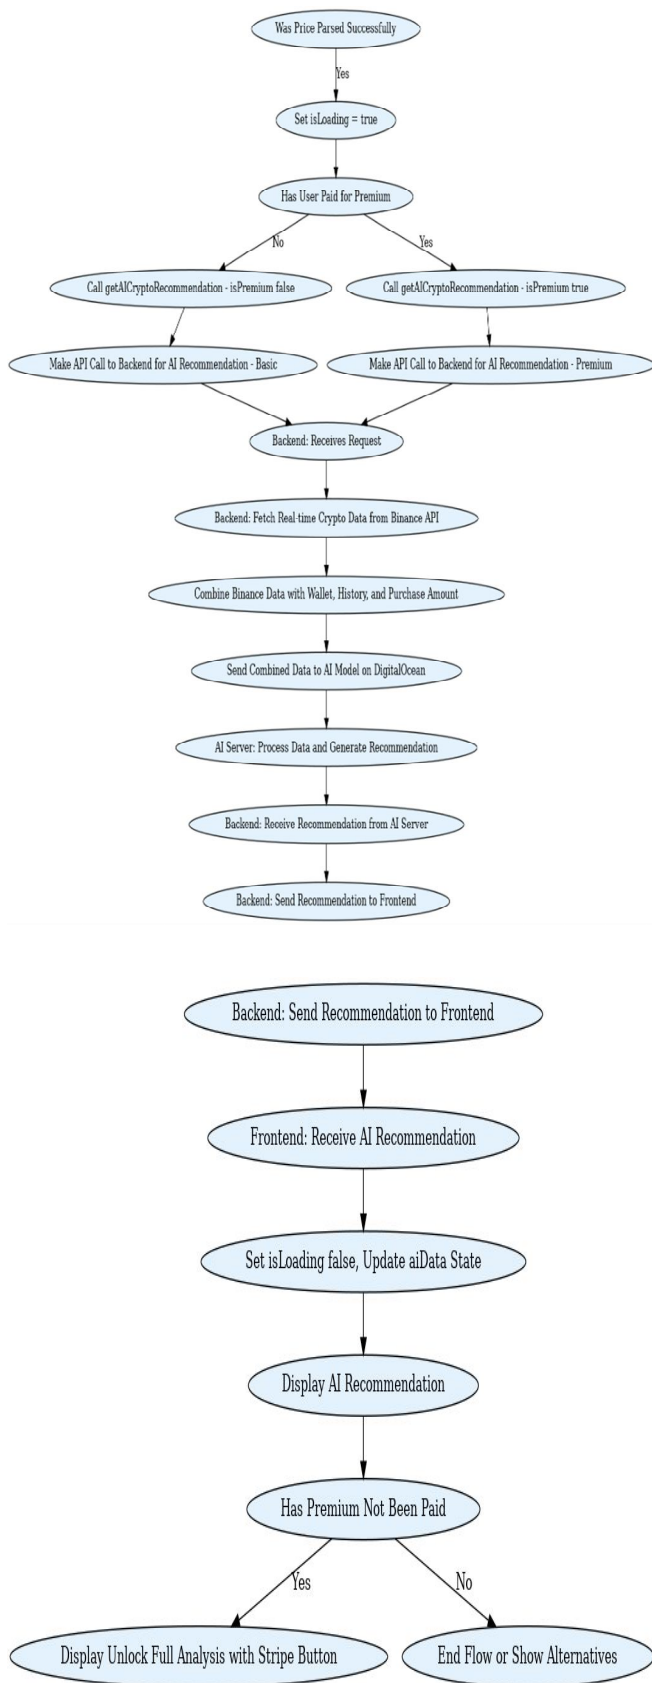 Was Price Parsed Successfully
Yes
Set isLoading = true
Has User Paid for Premium
No
Yes
Call getAICryptoRecommendation - isPremium false
Call getAICryptoRecommendation - isPremium true
Make API Call to Backend for AI Recommendation - Basic
Make API Call to Backend for AI Recommendation - Premium
Backend: Receives Request
Backend: Fetch Real-time Crypto Data from Binance API
Combine Binance Data with Wallet, History, and Purchase Amount
Send Combined Data to AI Model on DigitalOcean
AI Server: Process Data and Generate Recommendation
Backend: Receive Recommendation from AI Server
Backend: Send Recommendation to Frontend
Backend: Send Recommendation to Frontend
Frontend: Receive AI Recommendation
Set isLoading false, Update aiData State
Display AI Recommendation
Has Premium Not Been Paid
Yes
No
Display Unlock Full Analysis with Stripe Button
End Flow or Show Alternatives